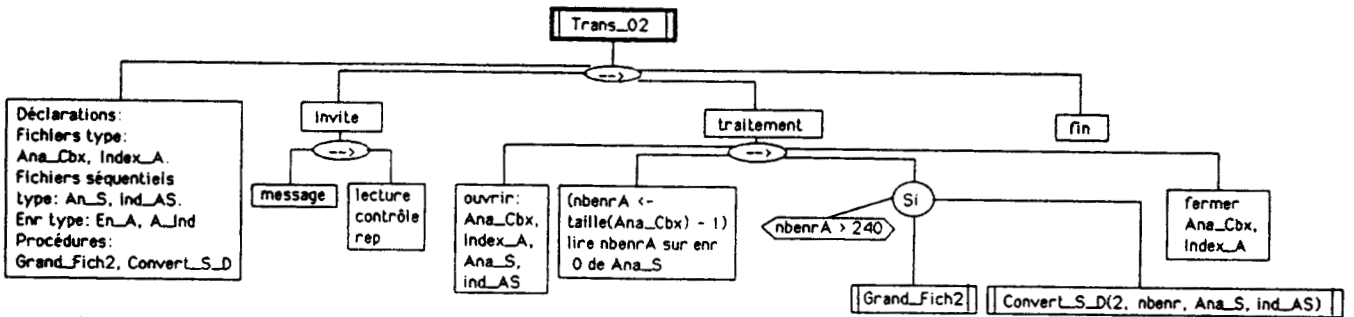 Trans_02
-->
Déclarations:
Fichiers type:
Ana_Cbx, Index_A.
Fichiers séquentiels
type: An_S, Ind_AS.
Enr type: En_A, A_Ind
Procédures:
Grand_Fich2, Convert_S_D
Invite
-->
message
lecture
contrôle
rep
traitement
-->
ouvrir:
Ana_Cbx,
Index_A,
Ana_S,
ind_AS
(nbenrA <-
taille(Ana_Cbx) - 1)
lire nbenrA sur enr
0 de Ana_S
Si
nbenrA > 240
Grand_Fich2
Convert_S_D(2, nbenr, Ana_S, ind_AS)
fermer
Ana_Cbx,
Index_A
fin